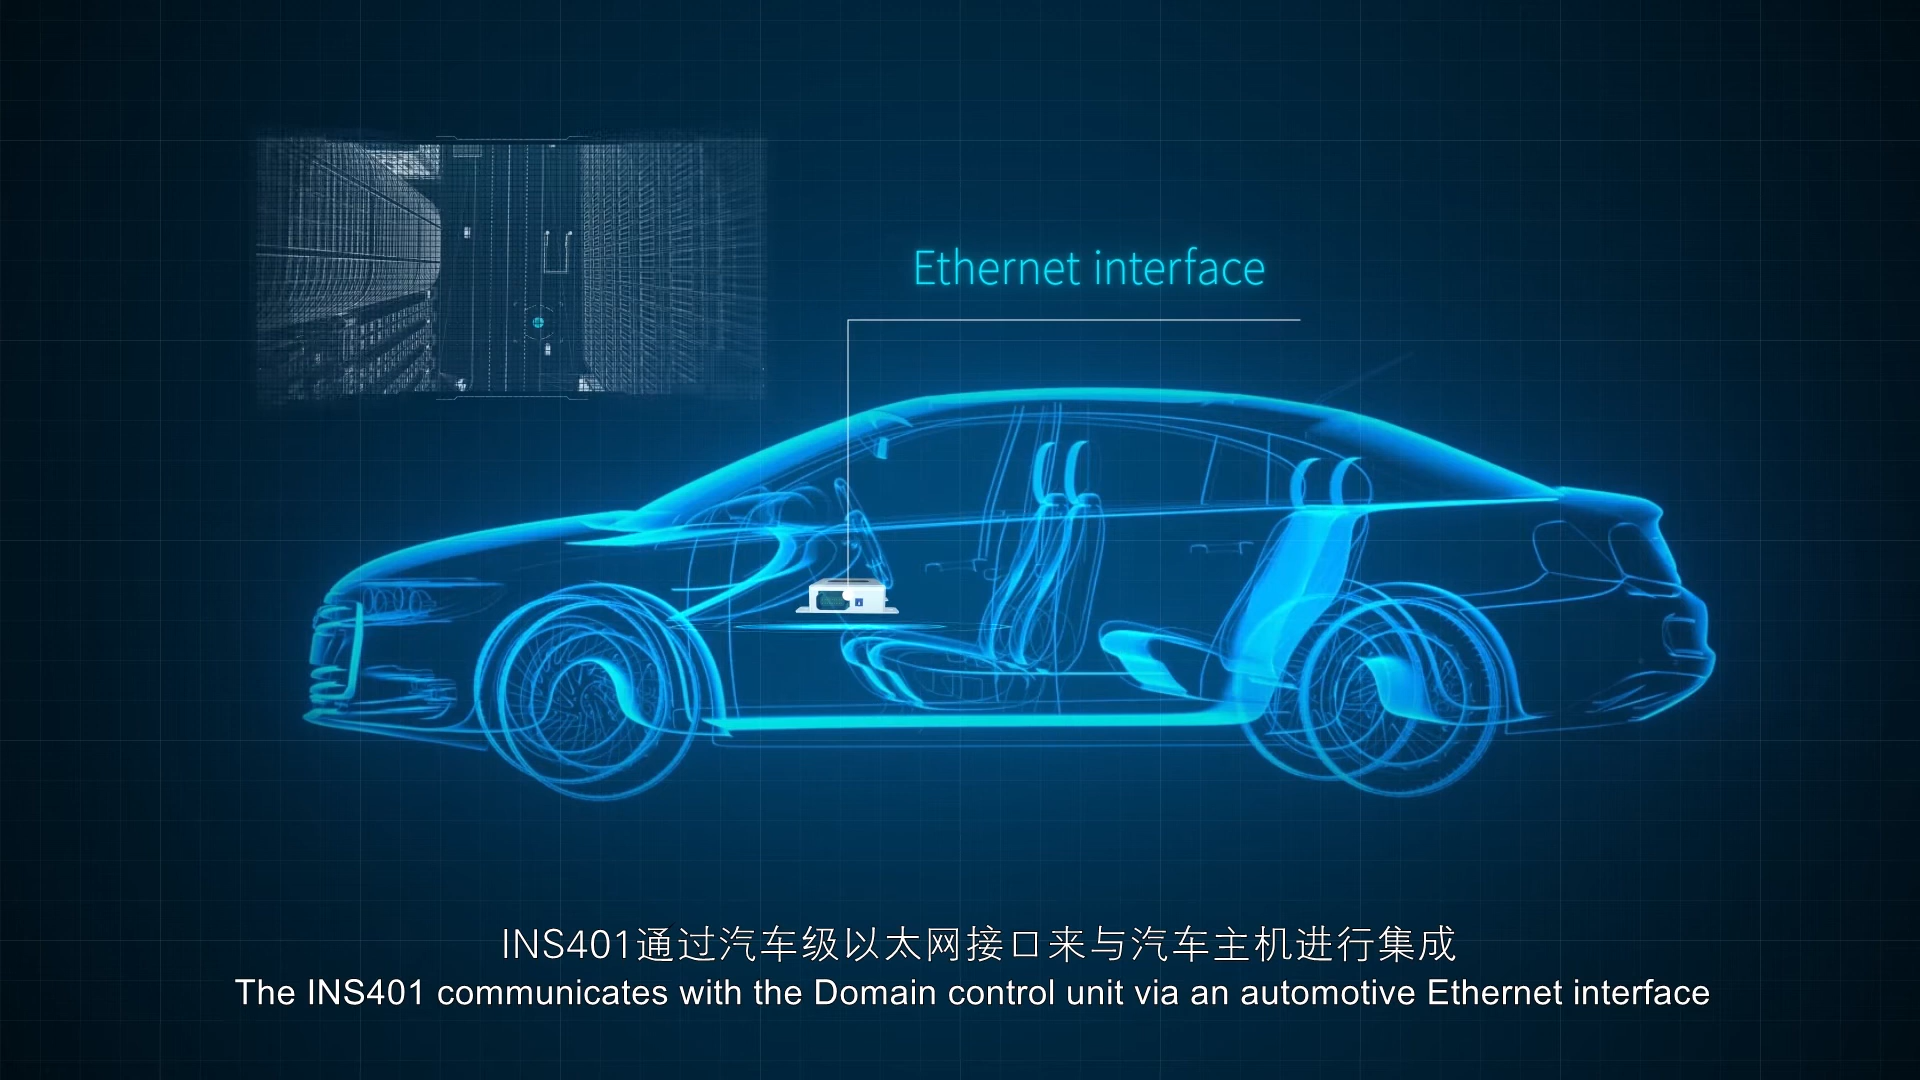 Ethernet interface
INS401通过汽车级以太网接口来与汽车主机进行集成
The INS401 communicates with the Domain control unit via an automotive Ethernet interface